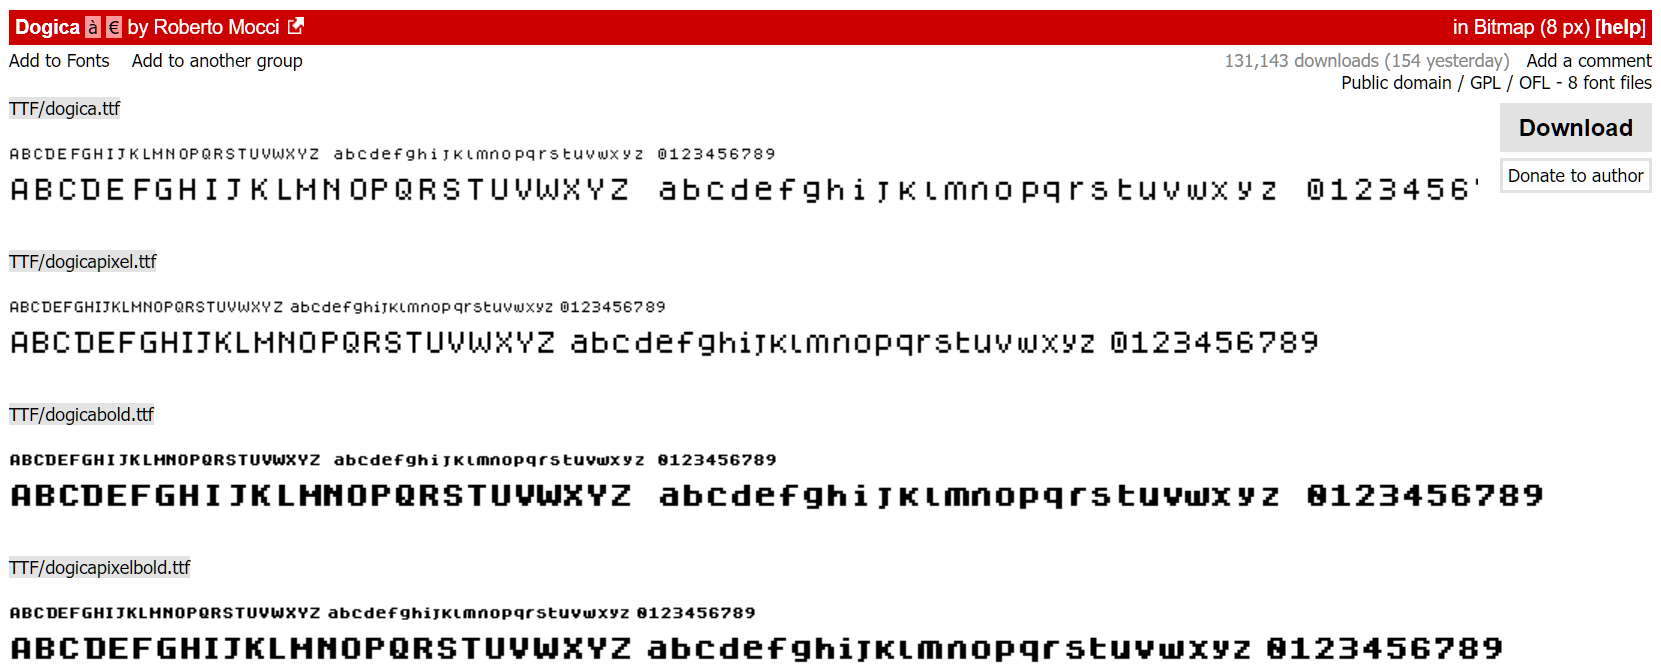 Dogica à € by Roberto Mocci in Bitmap (8 px) [help]
Add to Fonts Add to another group 131,143 downloads (154 yesterday) Add a comment
Public domain / GPL / OFL - 8 font files
TTF/dogica.ttf
Download
ABCDEFGHIJKLMNOPQRSTUVWXYZ abcdefghijklmnopqrstuvwxyz 0123456789
Donate to author
ABCDEFGHIJKLMNOPQRSTUVWXYZ abcdefghijklmnopqrstuvwxyz 0123456
TTF/dogicapixel.ttf
ABCDEFGHIJKLMNOPQRSTUVWXYZ abcdefghijklmnopqrstuvwxyz 0123456789
ABCDEFGHIJKLMNOPQRSTUVWXYZ abcdefghijklmnopqrstuvwxyz 0123456789
TTF/dogicabold.ttf
ABCDEFGHIJKLMNOPQRSTUVWXYZ abcdefghijklmnopqrstuvwxyz 0123456789
ABCDEFGHIJKLMNOPQRSTUVWXYZ abcdefghijklmnopqrstuvwxyz 0123456789
TTF/dogicapixelbold.ttf
ABCDEFGHIJKLMNOPQRSTUVWXYZ abcdefghijklmnopqrstuvwxyz 0123456789
ABCDEFGHIJKLMNOPQRSTUVWXYZ abcdefghijklmnopqrstuvwxyz 0123456789